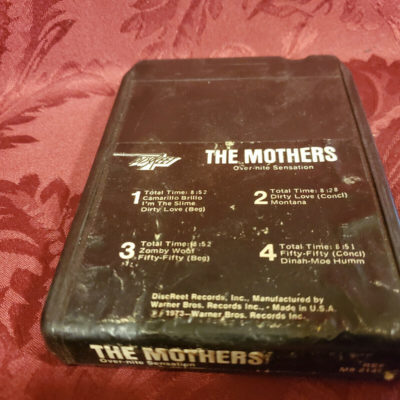 DiscReet
THE MOTHERS
Over-nite Sensation
1 Total Time: 8:52
Camarillo Brillo
I'm The Slime
Dirty Love (Beg)
2 Total Time: 8:28
Dirty Love (Concl)
Montana
3 Total Time: 8:52
Zomby Woof
Fifty-Fifty (Beg)
4 Total Time: 8:51
Fifty-Fifty (Concl)
Dinah-Moe Humm
DiscReet Records, Inc., Manufactured by
Warner Bros. Records Inc., • Made in U.S.A.
℗ 1973—Warner Bros. Records Inc.
THE MOTHERS
Over-nite Sensation